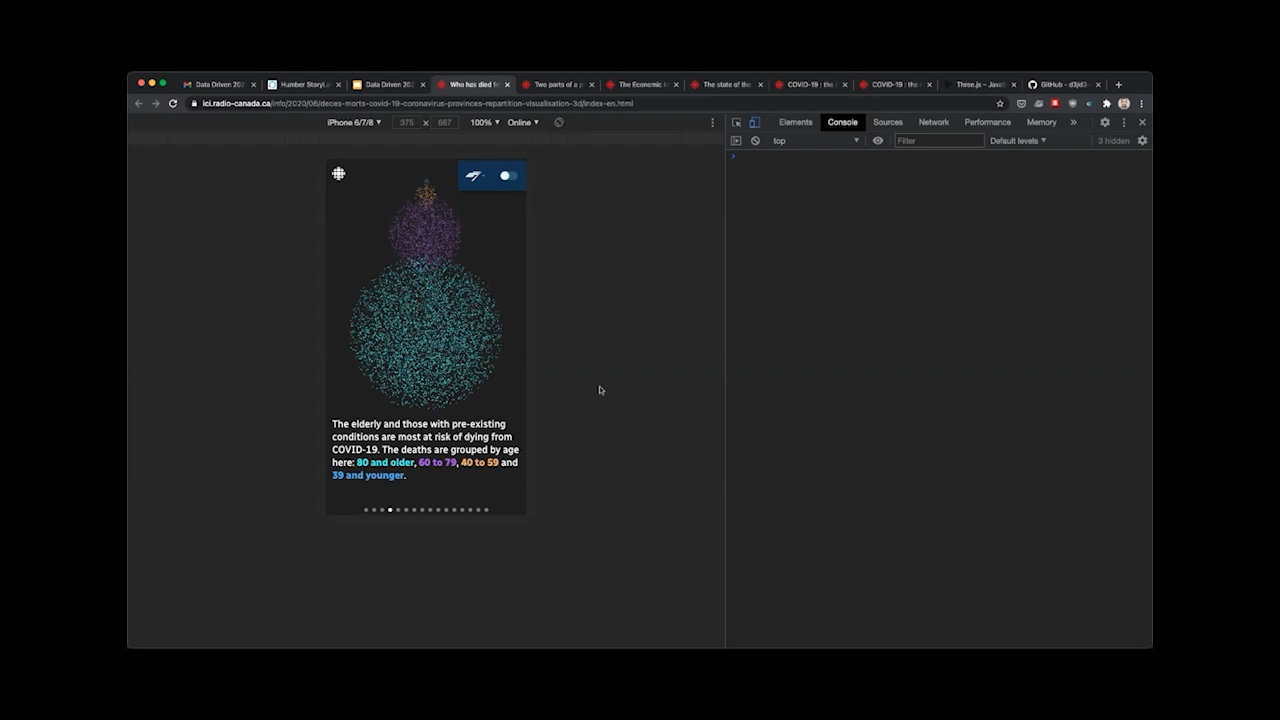 Data Driven 202
Humber StoryLa
Data Driven 202
Who has died fr
Two parts of a p
The Economic I
The state of the
COVID-19 : the
COVID-19 : the
Three.js – JavaS
GitHub - d3/d3
ici.radio-canada.ca/info/2020/06/deces-morts-covid-19-coronavirus-provinces-repartition-visualisation-3d/index-en.html
iPhone 6/7/8 375 x 667 100% Online
Elements Console Sources Network Performance Memory »
top Filter Default levels 3 hidden
The elderly and those with pre-existing
conditions are most at risk of dying from
COVID-19. The deaths are grouped by age
here: 80 and older, 60 to 79, 40 to 59 and
39 and younger.